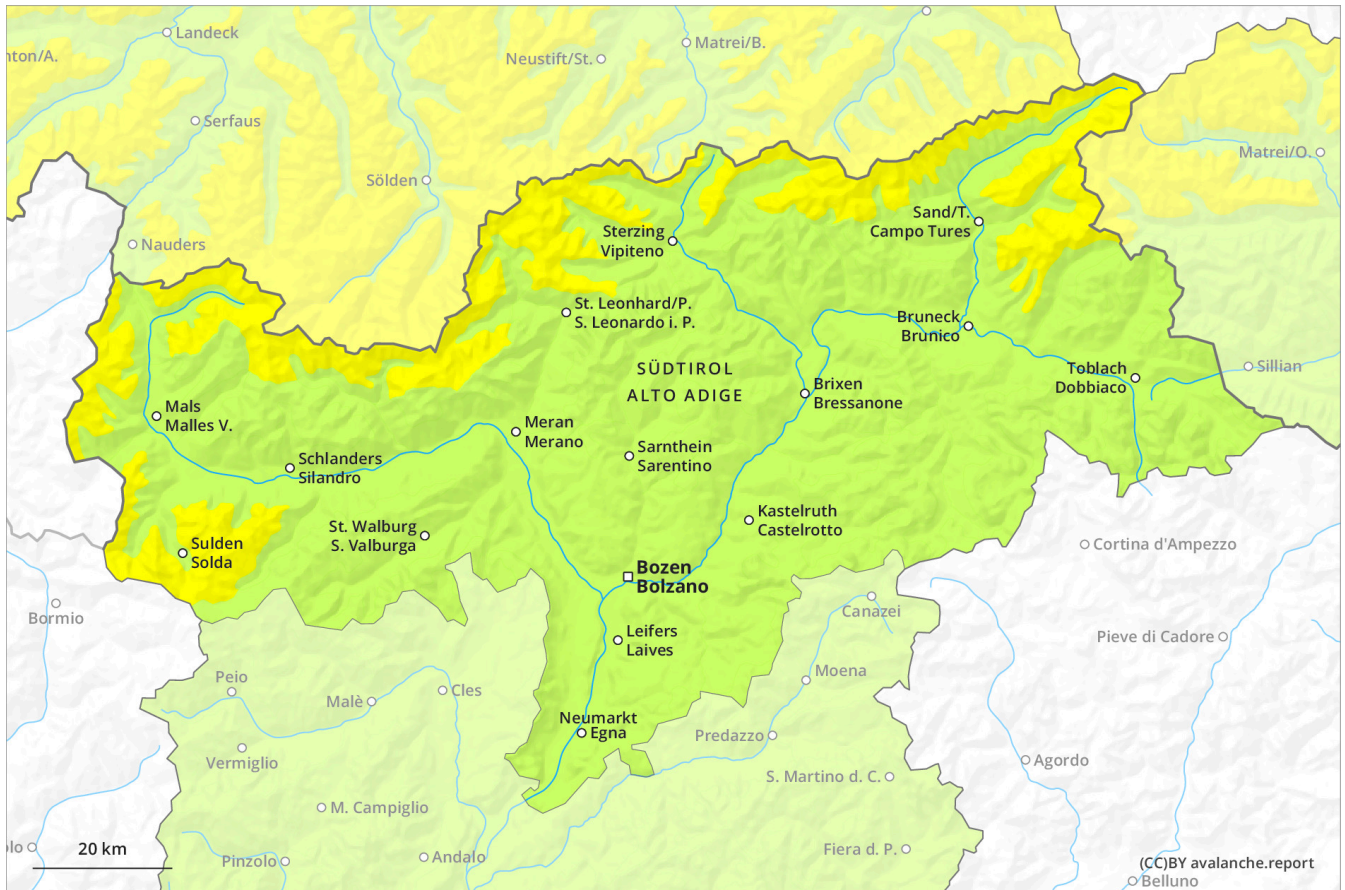 Landeck
Matrei/B.
nton/A.
Neustift/St.
Serfaus
Matrei/O.
Sölden
Sand/T.
Campo Tures
Sterzing
Vipiteno
Nauders
St. Leonhard/P.
S. Leonardo i. P.
Bruneck
Brunico
SÜDTIROL
ALTO ADIGE
Toblach
Dobbiaco
Sillian
Brixen
Bressanone
Mals
Malles V.
Meran
Merano
Sarnthein
Sarentino
Schlanders
Silandro
Kastelruth
Castelrotto
St. Walburg
S. Valburga
Sulden
Solda
Cortina d'Ampezzo
Bozen
Bolzano
Bormio
Canazei
Leifers
Laives
Pieve di Cadore
Peio
Moena
Malè
Cles
Neumarkt
Egna
Predazzo
Vermiglio
Agordo
S. Martino d. C.
M. Campiglio
20 km
lo
Pinzolo
Andalo
Fiera d. P.
(CC)BY avalanche.report
Belluno